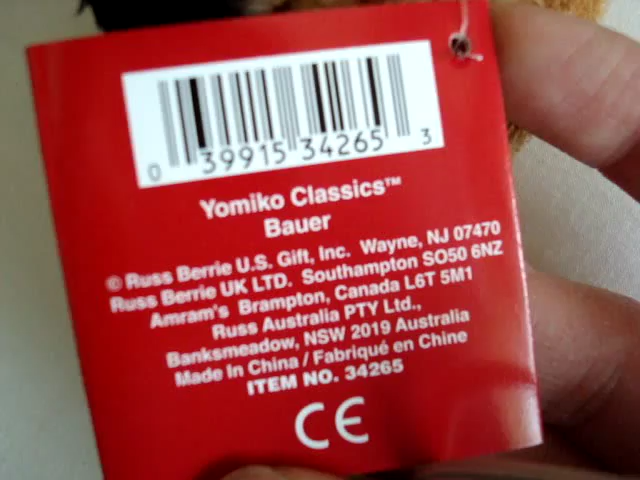 0 39915 34265 3
Yomiko Classics™
Bauer
© Russ Berrie U.S. Gift, Inc. Wayne, NJ 07470
Russ Berrie UK LTD. Southampton SO50 6NZ
Amram's Brampton, Canada L6T 5M1
Russ Australia PTY Ltd.,
Banksmeadow, NSW 2019 Australia
Made In China / Fabriqué en Chine
ITEM NO. 34265
CE